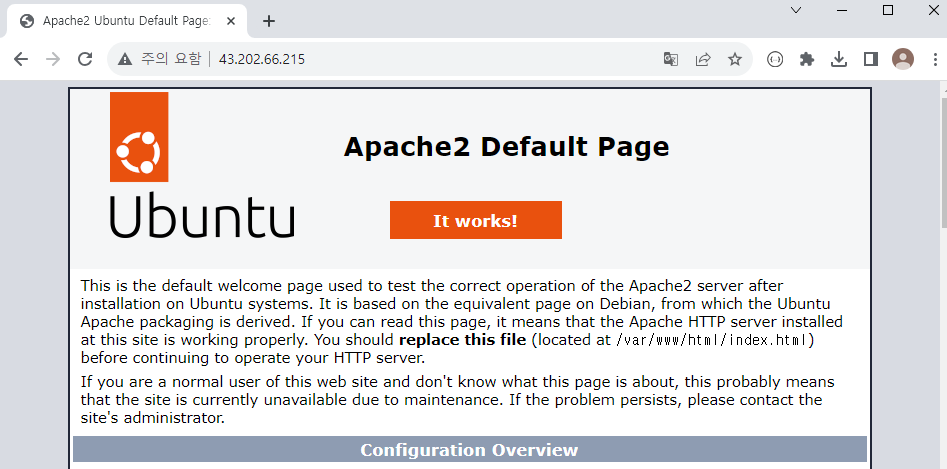 Apache2 Ubuntu Default Page:
주의 요함 43.202.66.215
Ubuntu
Apache2 Default Page
It works!
This is the default welcome page used to test the correct operation of the Apache2 server after
installation on Ubuntu systems. It is based on the equivalent page on Debian, from which the Ubuntu
Apache packaging is derived. If you can read this page, it means that the Apache HTTP server installed
at this site is working properly. You should replace this file (located at /var/www/html/index.html)
before continuing to operate your HTTP server.
If you are a normal user of this web site and don't know what this page is about, this probably means
that the site is currently unavailable due to maintenance. If the problem persists, please contact the
site's administrator.
Configuration Overview